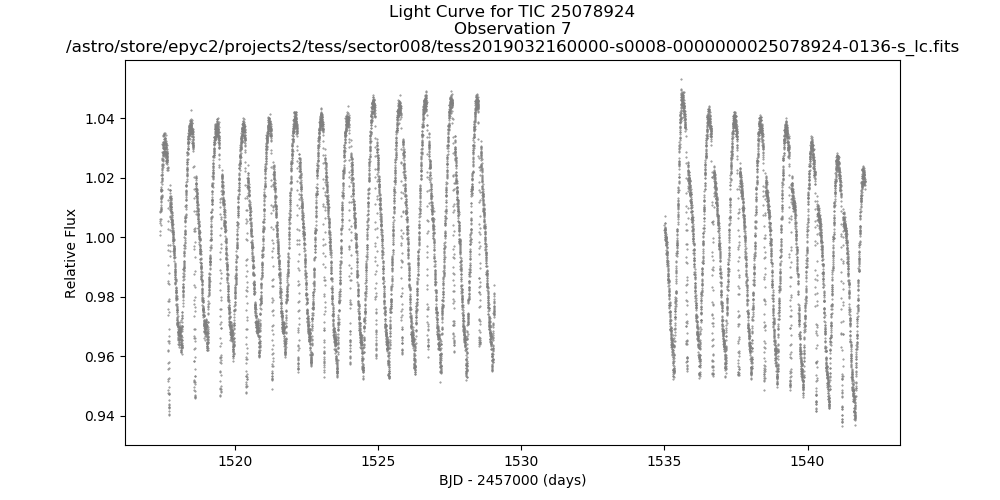 Light Curve for TIC 25078924
Observation 7
/astro/store/epyc2/projects2/tess/sector008/tess2019032160000-s0008-0000000025078924-0136-s_lc.fits
1.04
1.02
1.00
0.98
0.96
0.94
Relative Flux
1520
1525
1530
1535
1540
BJD - 2457000 (days)